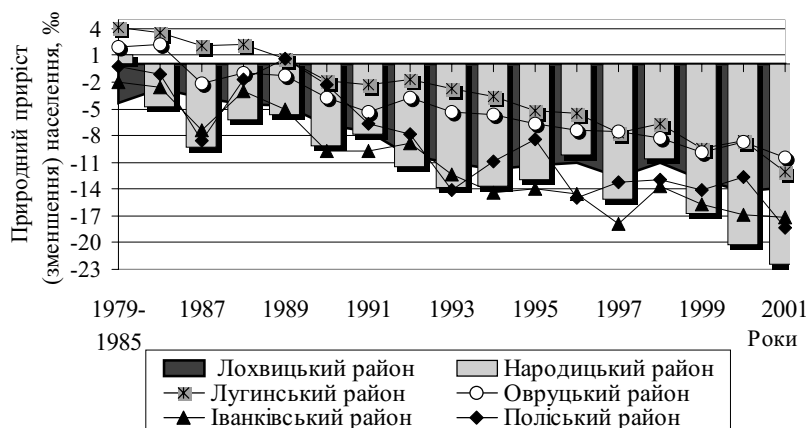 Природний приріст
(зменшення) населення, ‰
4
1
-2
-5
-8
-11
-14
-17
-20
-23
1979-
1985
1987
1989
1991
1993
1995
1997
1999
2001
Роки
Лохвицький район
Народицький район
Лугинський район
Овруцький район
Іванківський район
Поліський район